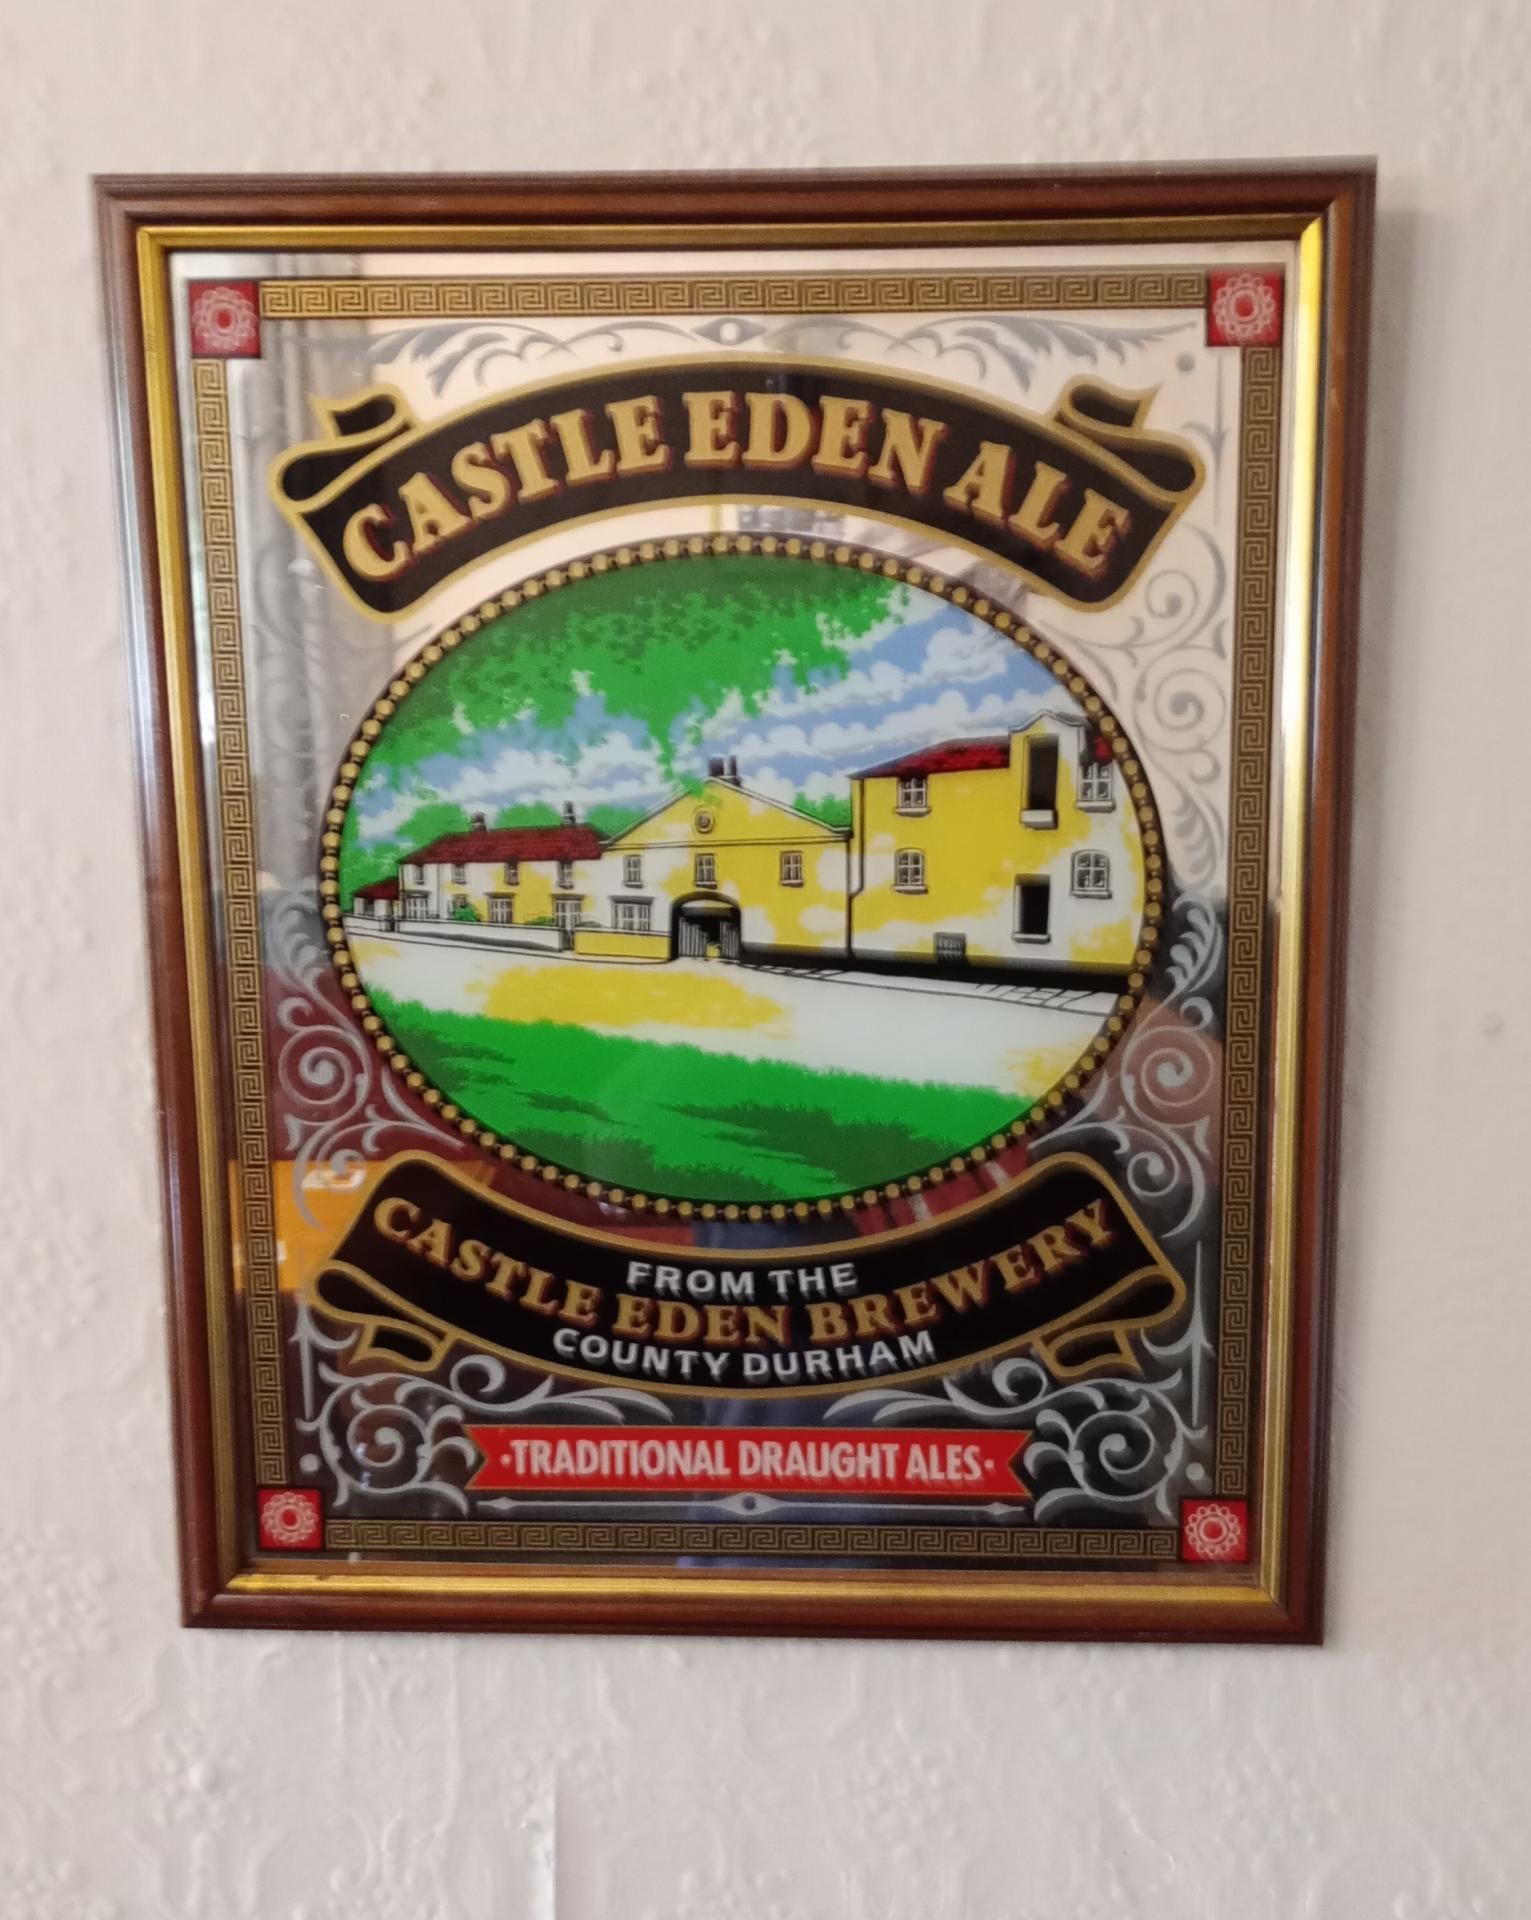 CASTLE EDEN ALE
FROM THE
CASTLE EDEN BREWERY
COUNTY DURHAM
·TRADITIONAL DRAUGHT ALES·